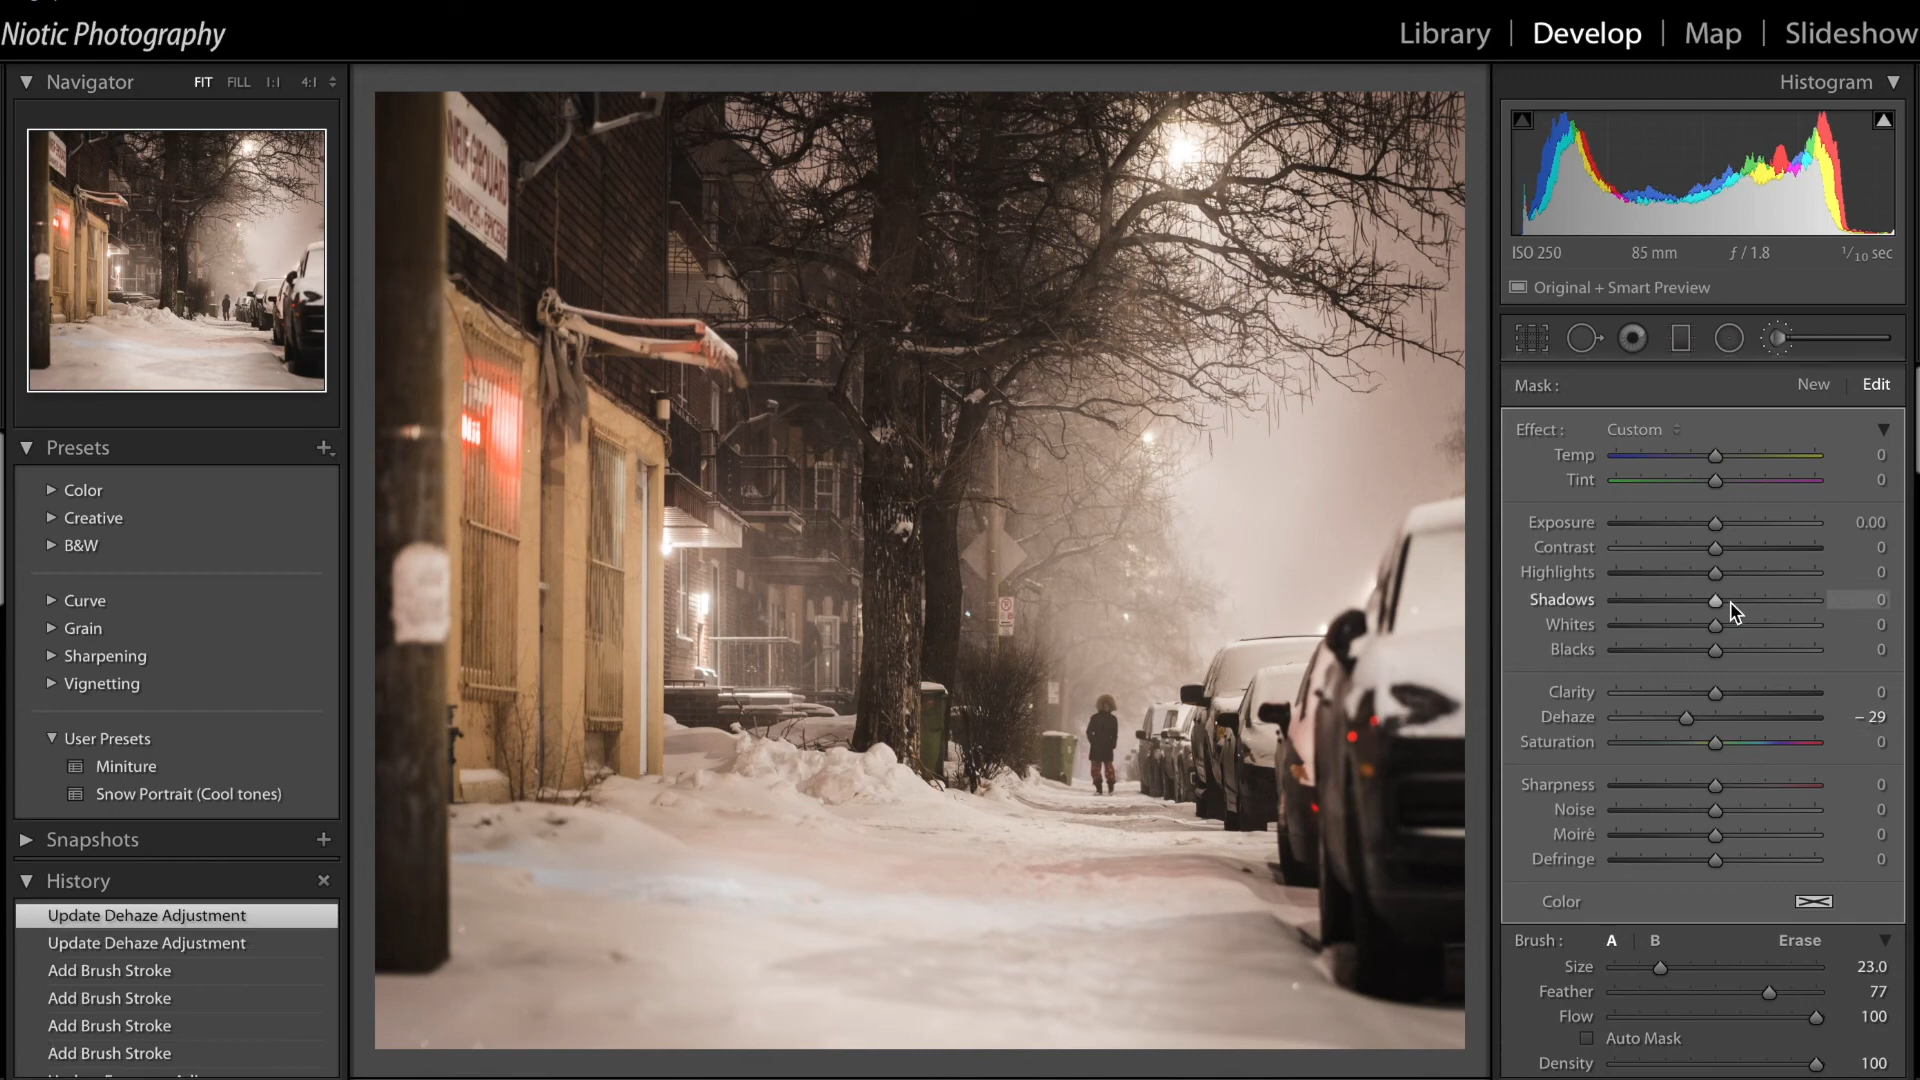 Niotic Photography
Library | Develop | Map | Slideshow
Navigator FIT FILL 1:1 4:1
Presets +
Color
Creative
B&W
Curve
Grain
Sharpening
Vignetting
User Presets
Miniture
Snow Portrait (Cool tones)
Snapshots +
History ×
Update Dehaze Adjustment
Update Dehaze Adjustment
Add Brush Stroke
Add Brush Stroke
Add Brush Stroke
Add Brush Stroke
Histogram
ISO 250 85 mm ƒ / 1.8 1/10 sec
Original + Smart Preview
Mask : New Edit
Effect : Custom
Temp 0
Tint 0
Exposure 0.00
Contrast 0
Highlights 0
Shadows 0
Whites 0
Blacks 0
Clarity 0
Dehaze – 29
Saturation 0
Sharpness 0
Noise 0
Moiré 0
Defringe 0
Color
Brush : A B Erase
Size 23.0
Feather 77
Flow 100
Auto Mask
Density 100